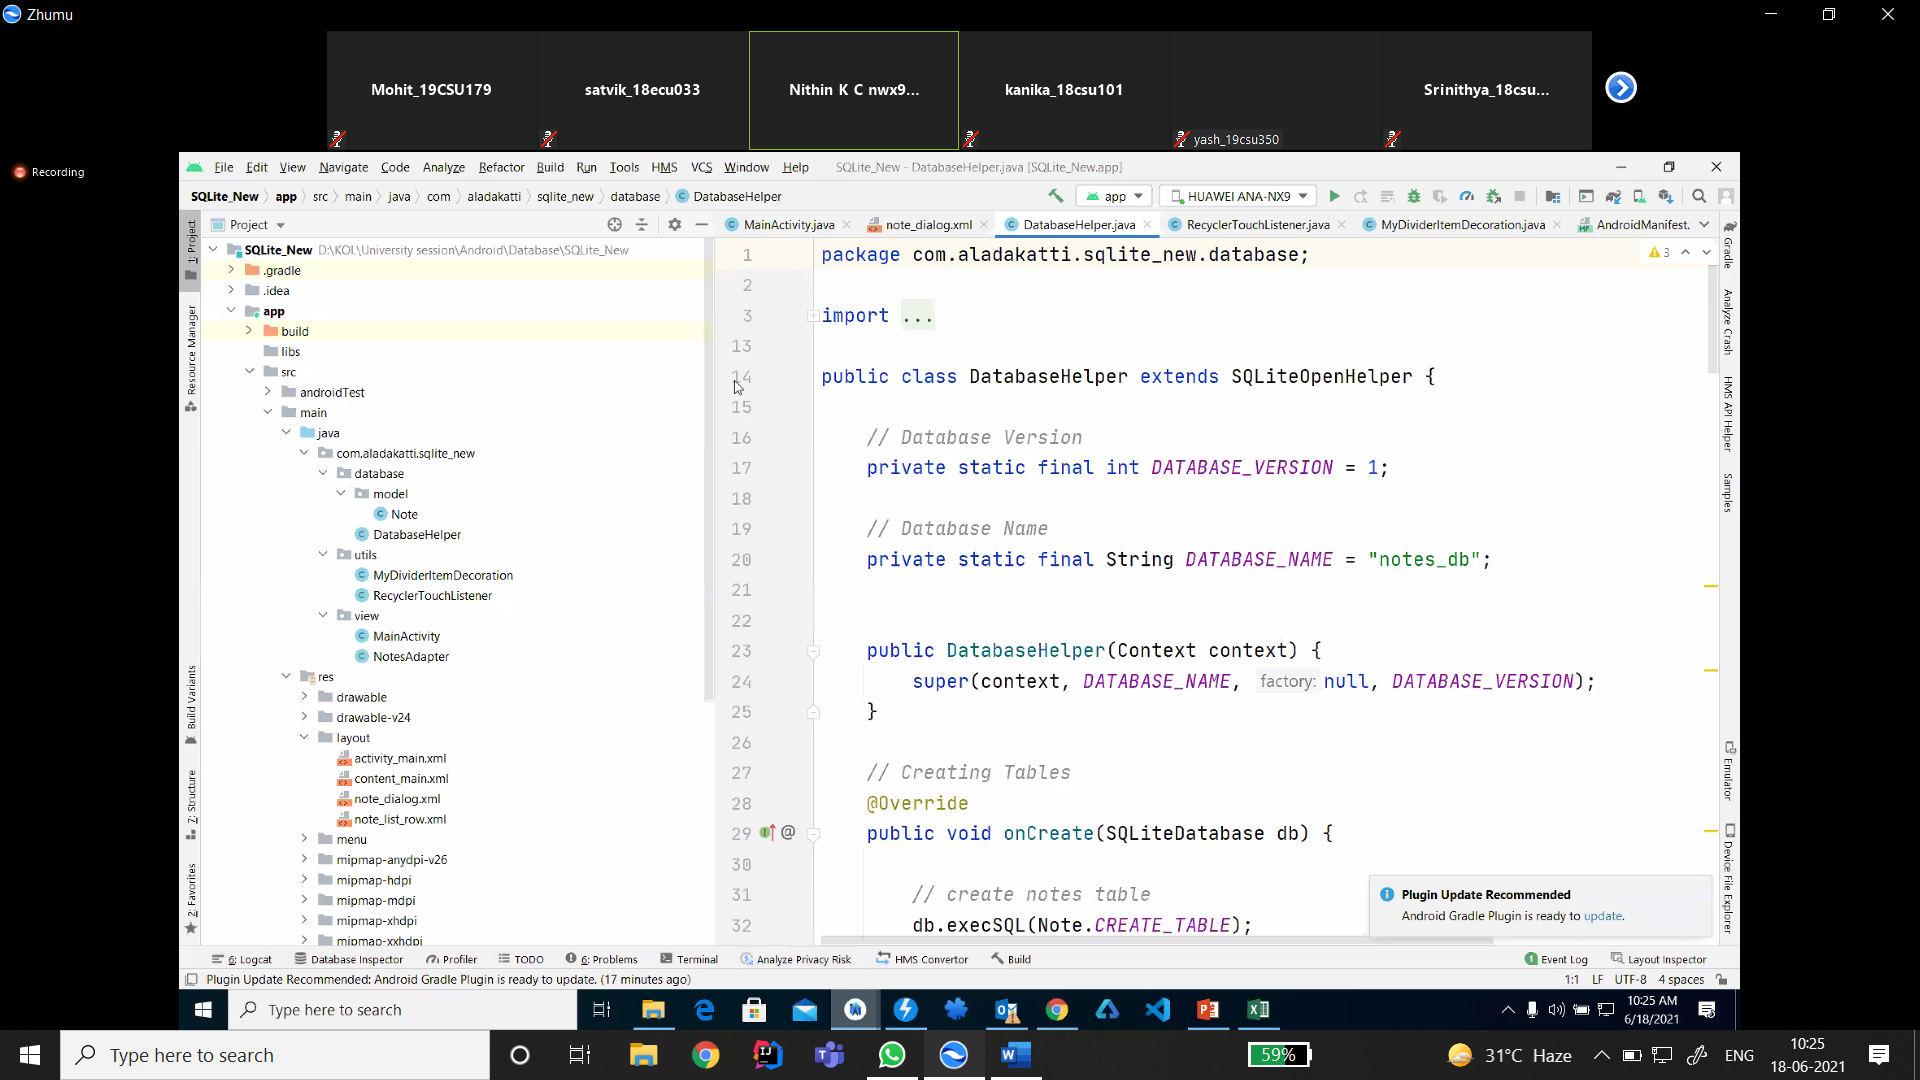 Zhumu
Mohit_19CSU179
satvik_18ecu033
Nithin K C nwx9...
kanika_18csu101
yash_19csu350
Srinithya_18csu...
Recording
File Edit View Navigate Code Analyze Refactor Build Run Tools HMS VCS Window Help SQLite_New - DatabaseHelper.java [SQLite_New.app]
SQLite_New app src main java com aladakatti sqlite_new database DatabaseHelper app HUAWEI ANA-NX9
Project MainActivity.java note_dialog.xml DatabaseHelper.java RecyclerTouchListener.java MyDividerItemDecoration.java AndroidManifest.
SQLite_New D:\KOL\University session\Android\Database\SQLite_New
.gradle
.idea
app
build
libs
src
androidTest
main
java
com.aladakatti.sqlite_new
database
model
Note
DatabaseHelper
utils
MyDividerItemDecoration
RecyclerTouchListener
view
MainActivity
NotesAdapter
res
drawable
drawable-v24
layout
activity_main.xml
content_main.xml
note_dialog.xml
note_list_row.xml
menu
mipmap-anydpi-v26
mipmap-hdpi
mipmap-mdpi
mipmap-xhdpi
mipmap-xxhdpi
1: Project
Resource Manager
Build Variants
7: Structure
2: Favorites
1 package com.aladakatti.sqlite_new.database;
2
3 import ...
13
14 public class DatabaseHelper extends SQLiteOpenHelper {
15
16 // Database Version
17 private static final int DATABASE_VERSION = 1;
18
19 // Database Name
20 private static final String DATABASE_NAME = "notes_db";
21
22
23 public DatabaseHelper(Context context) {
24 super(context, DATABASE_NAME, factory: null, DATABASE_VERSION);
25 }
26
27 // Creating Tables
28 @Override
29 public void onCreate(SQLiteDatabase db) {
30
31 // create notes table
32 db.execSQL(Note.CREATE_TABLE);
3
Gradle
Analyze Crash
HMS API Helper
Samples
Emulator
Device File Explorer
Plugin Update Recommended
Android Gradle Plugin is ready to update.
6: Logcat Database Inspector Profiler TODO 6: Problems Terminal Analyze Privacy Risk HMS Convertor Build 1 Event Log Layout Inspector
Plugin Update Recommended: Android Gradle Plugin is ready to update. (17 minutes ago) 1:1 LF UTF-8 4 spaces
Type here to search
10:25 AM
6/18/2021
Type here to search
59%
31°C Haze
ENG
10:25
18-06-2021